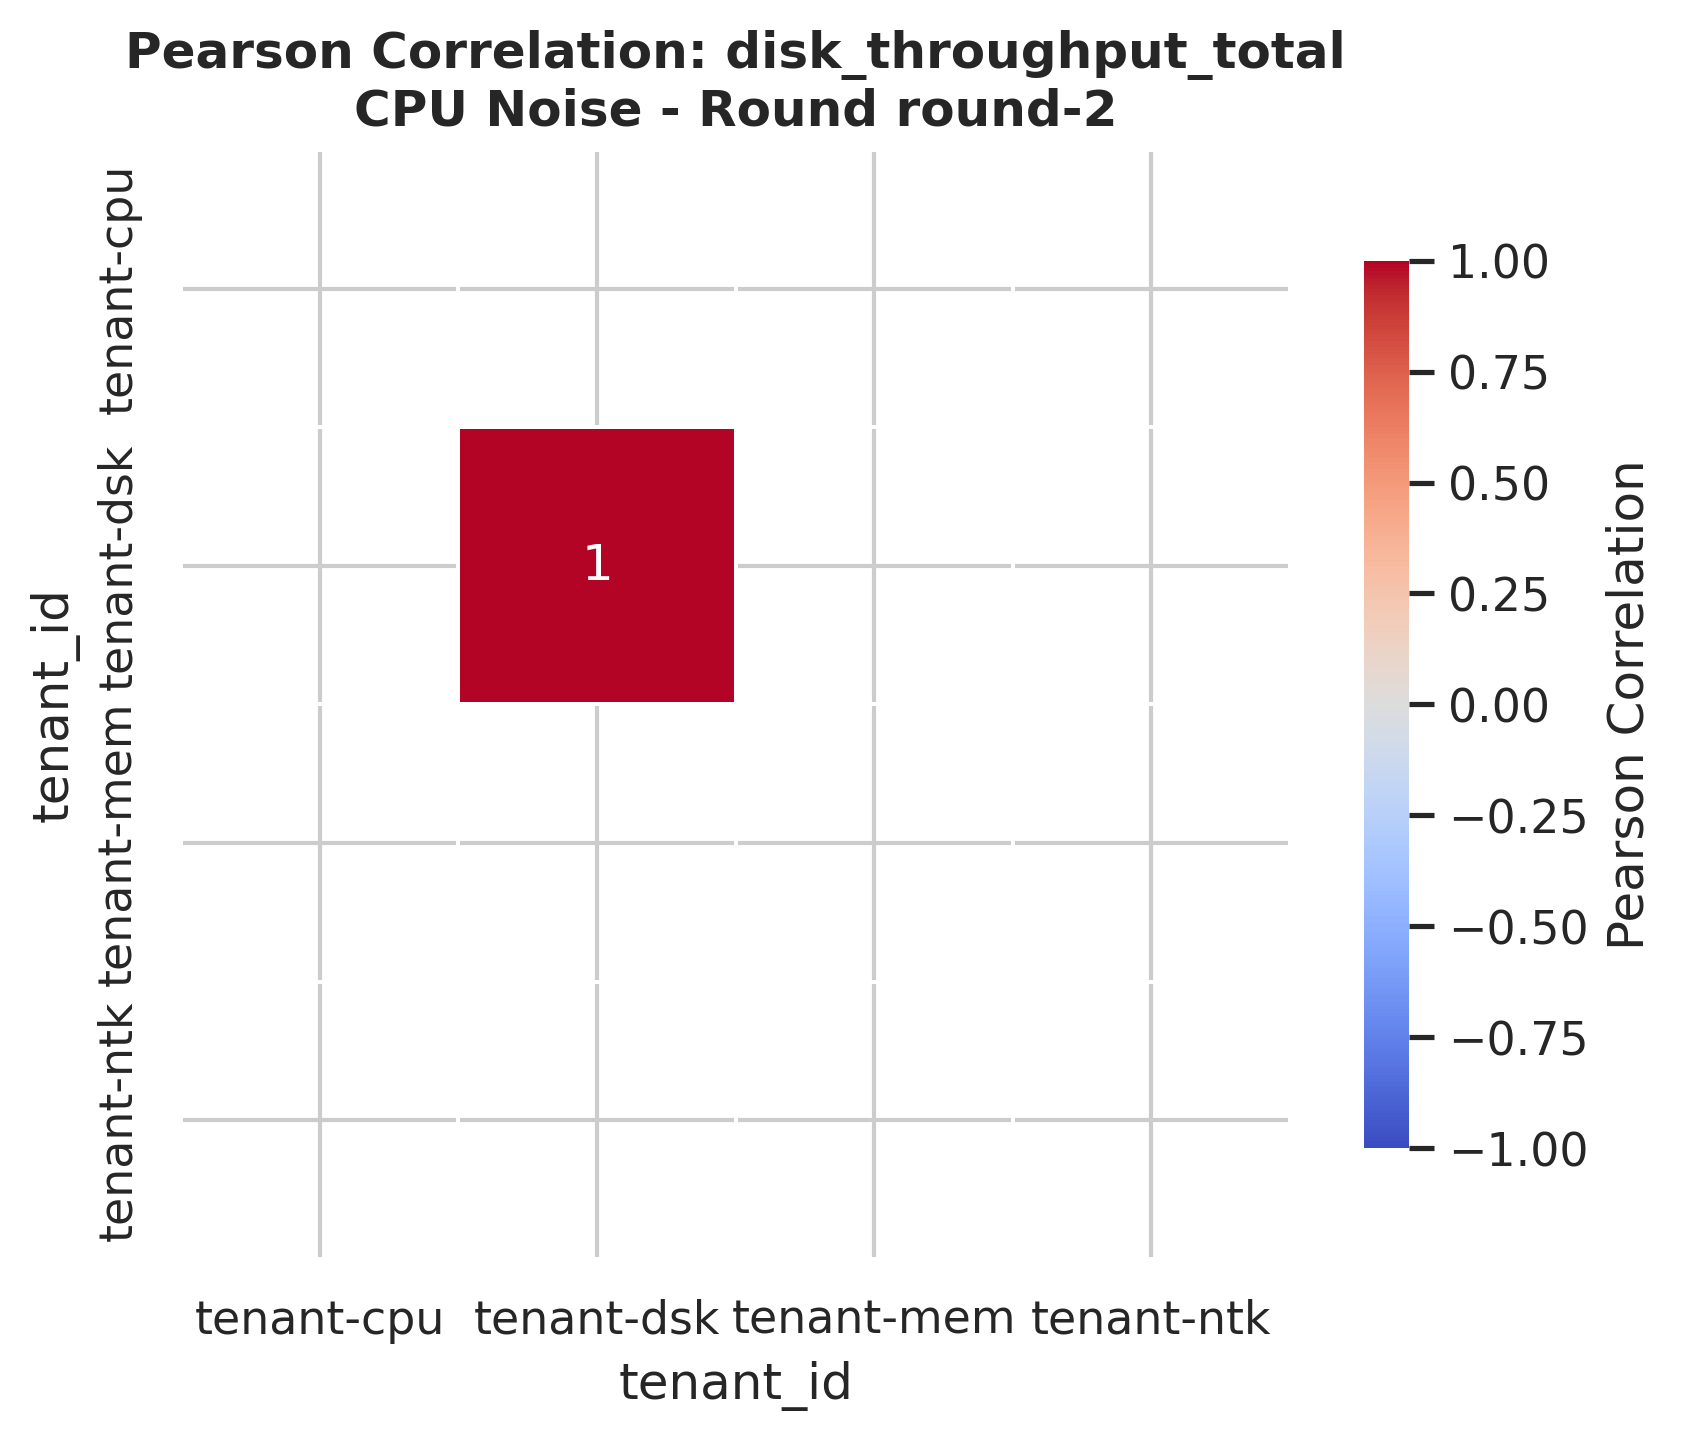 Pearson Correlation: disk_throughput_total
CPU Noise - Round round-2
tenant_id
tenant-cpu
tenant-dsk
tenant-mem
tenant-ntk
1
tenant-cpu tenant-dsk tenant-mem tenant-ntk
tenant_id
1.00
0.75
0.50
0.25
0.00
−0.25
−0.50
−0.75
−1.00
Pearson Correlation